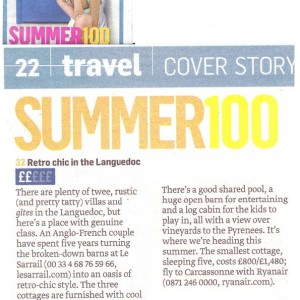 SUMMER100
22 + travel | COVER STORY
SUMMER100
32 Retro chic in the Languedoc
£££££
There are plenty of twee, rustic
(and pretty tatty) villas and
gites in the Languedoc, but
here's a place with genuine
class. An Anglo-French couple
have spent five years turning
the broken-down barns at Le
Sarrail (00 33 4 68 76 59 66,
lesarrail.com) into an oasis of
retro-chic style. The three
cottages are furnished with cool
There's a good shared pool, a
huge open barn for entertaining
and a log cabin for the kids to
play in, all with a view over
vineyards to the Pyrenees. It's
where we're heading this
summer. The smallest cottage,
sleeping five, costs £800/£1,480;
fly to Carcassonne with Ryanair
(0871 246 0000, ryanair.com).